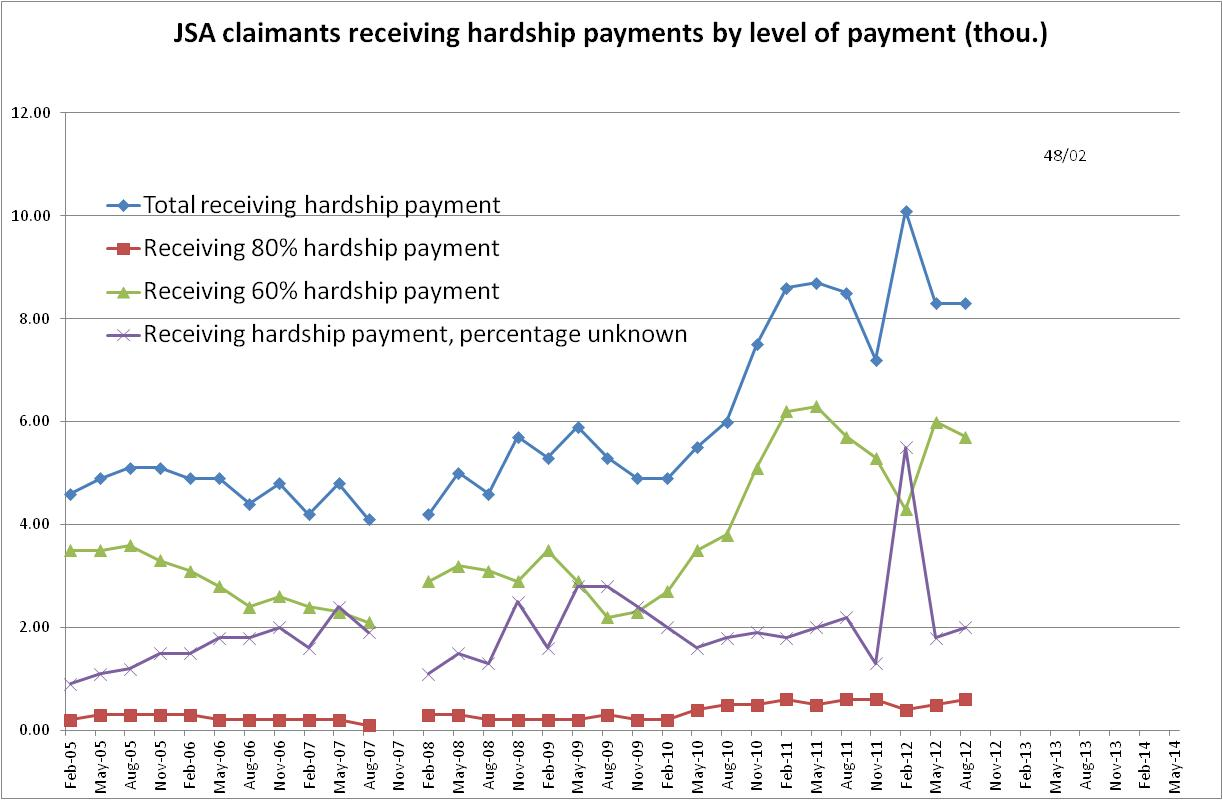 JSA claimants receiving hardship payments by level of payment (thou.)
12.00
48/02
10.00
Total receiving hardship payment
Receiving 80% hardship payment
Receiving 60% hardship payment
Receiving hardship payment, percentage unknown
8.00
6.00
4.00
2.00
0.00
Feb-05
May-05
Aug-05
Nov-05
Feb-06
May-06
Aug-06
Nov-06
Feb-07
May-07
Aug-07
Nov-07
Feb-08
May-08
Aug-08
Nov-08
Feb-09
May-09
Aug-09
Nov-09
Feb-10
May-10
Aug-10
Nov-10
Feb-11
May-11
Aug-11
Nov-11
Feb-12
May-12
Aug-12
Nov-12
Feb-13
May-13
Aug-13
Nov-13
Feb-14
May-14